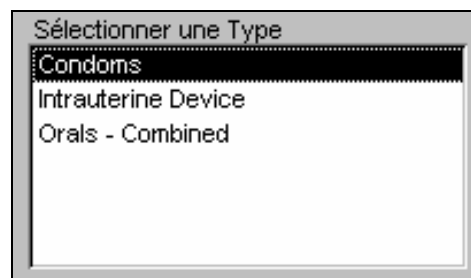 Sélectionner une Type
Condoms
Intrauterine Device
Orals - Combined